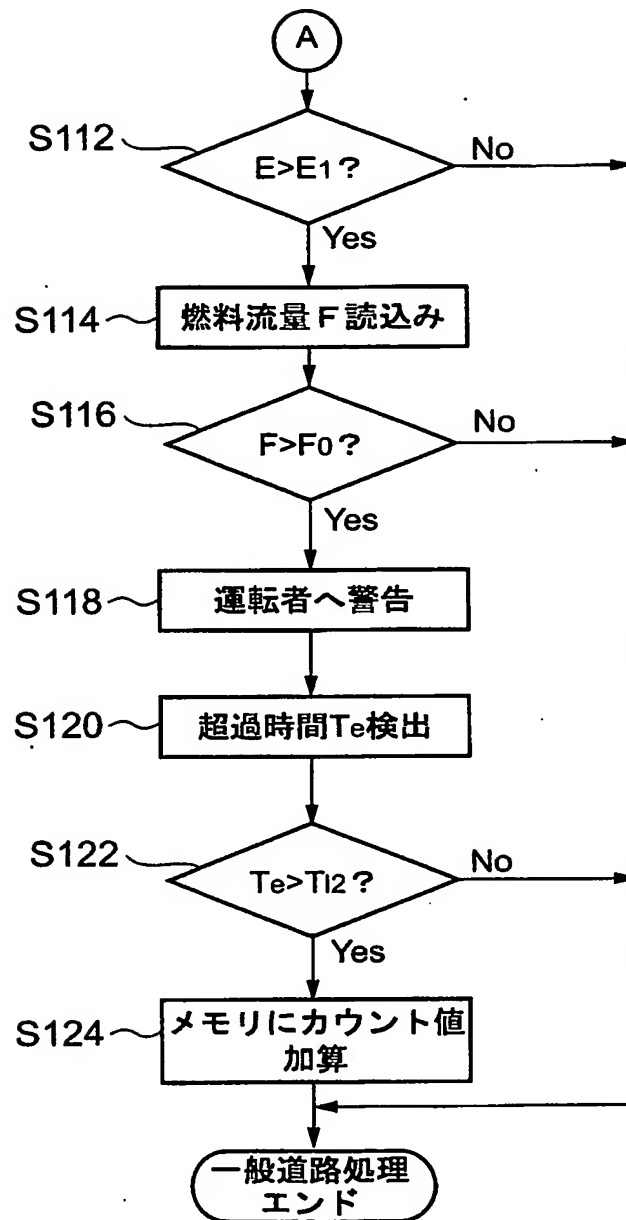 A
S112
E>E1?
No
Yes
S114
燃料流量F読込み
S116
F>F0?
No
Yes
S118
運転者へ警告
S120
超過時間Te検出
S122
Te>Tl2?
No
Yes
S124
メモリにカウント値
加算
一般道路処理
エンド